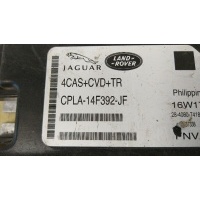 JAGUAR
LAND-
ROVER
4CAS+CVD+TR
Philippin
CPLA-14F392-JF
16W1
NV